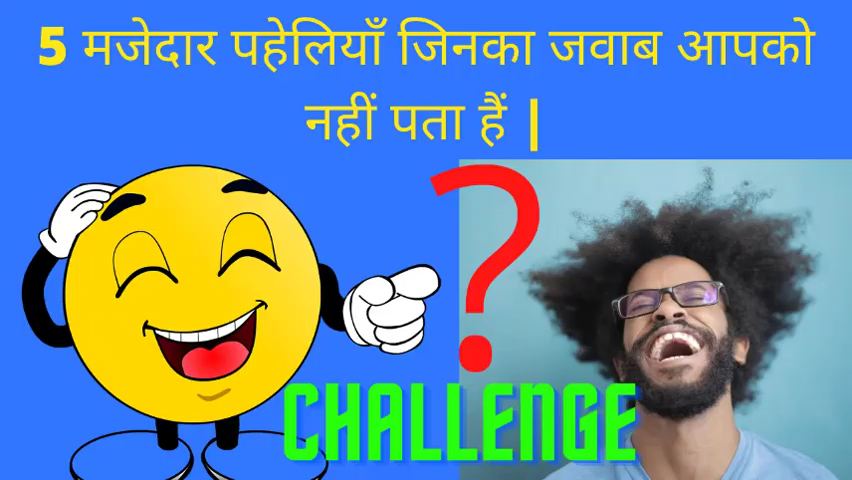 5 मजेदार पहेलियाँ जिनका जवाब आपको
नहीं पता हैं |
?
CHALLENGE